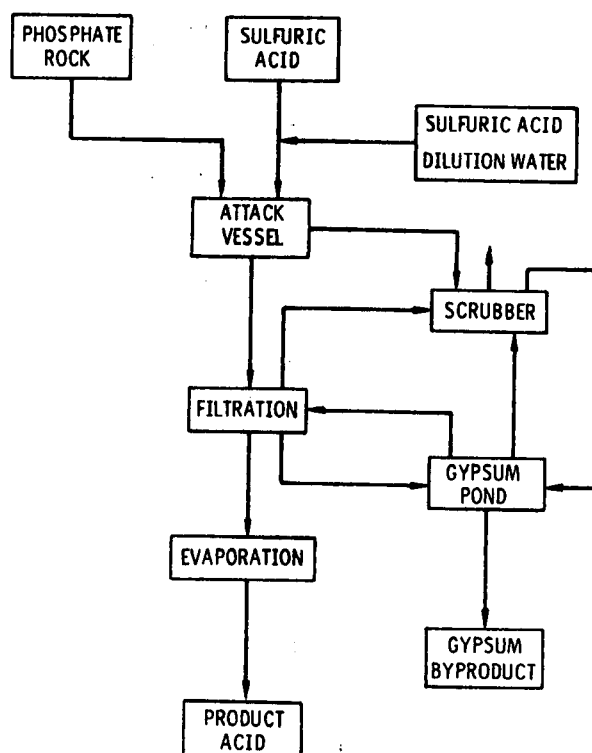 PHOSPHATE
ROCK
SULFURIC
ACID
SULFURIC ACID
DILUTION WATER
ATTACK
VESSEL
SCRUBBER
FILTRATION
GYPSUM
POND
EVAPORATION
GYPSUM
BYPRODUCT
PRODUCT
ACID